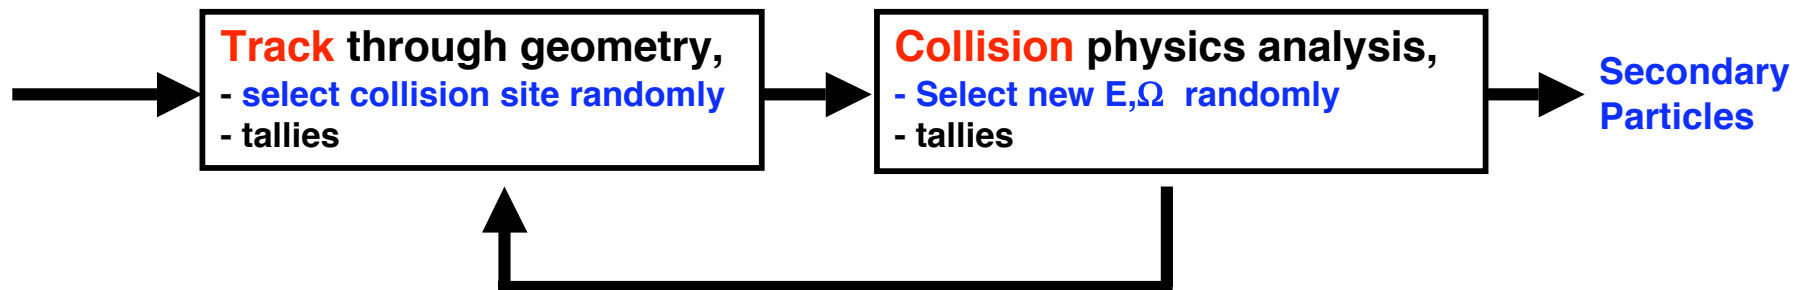 Track through geometry,
- select collision site randomly
- tallies
Collision physics analysis,
- Select new E,Ω randomly
- tallies
Secondary
Particles